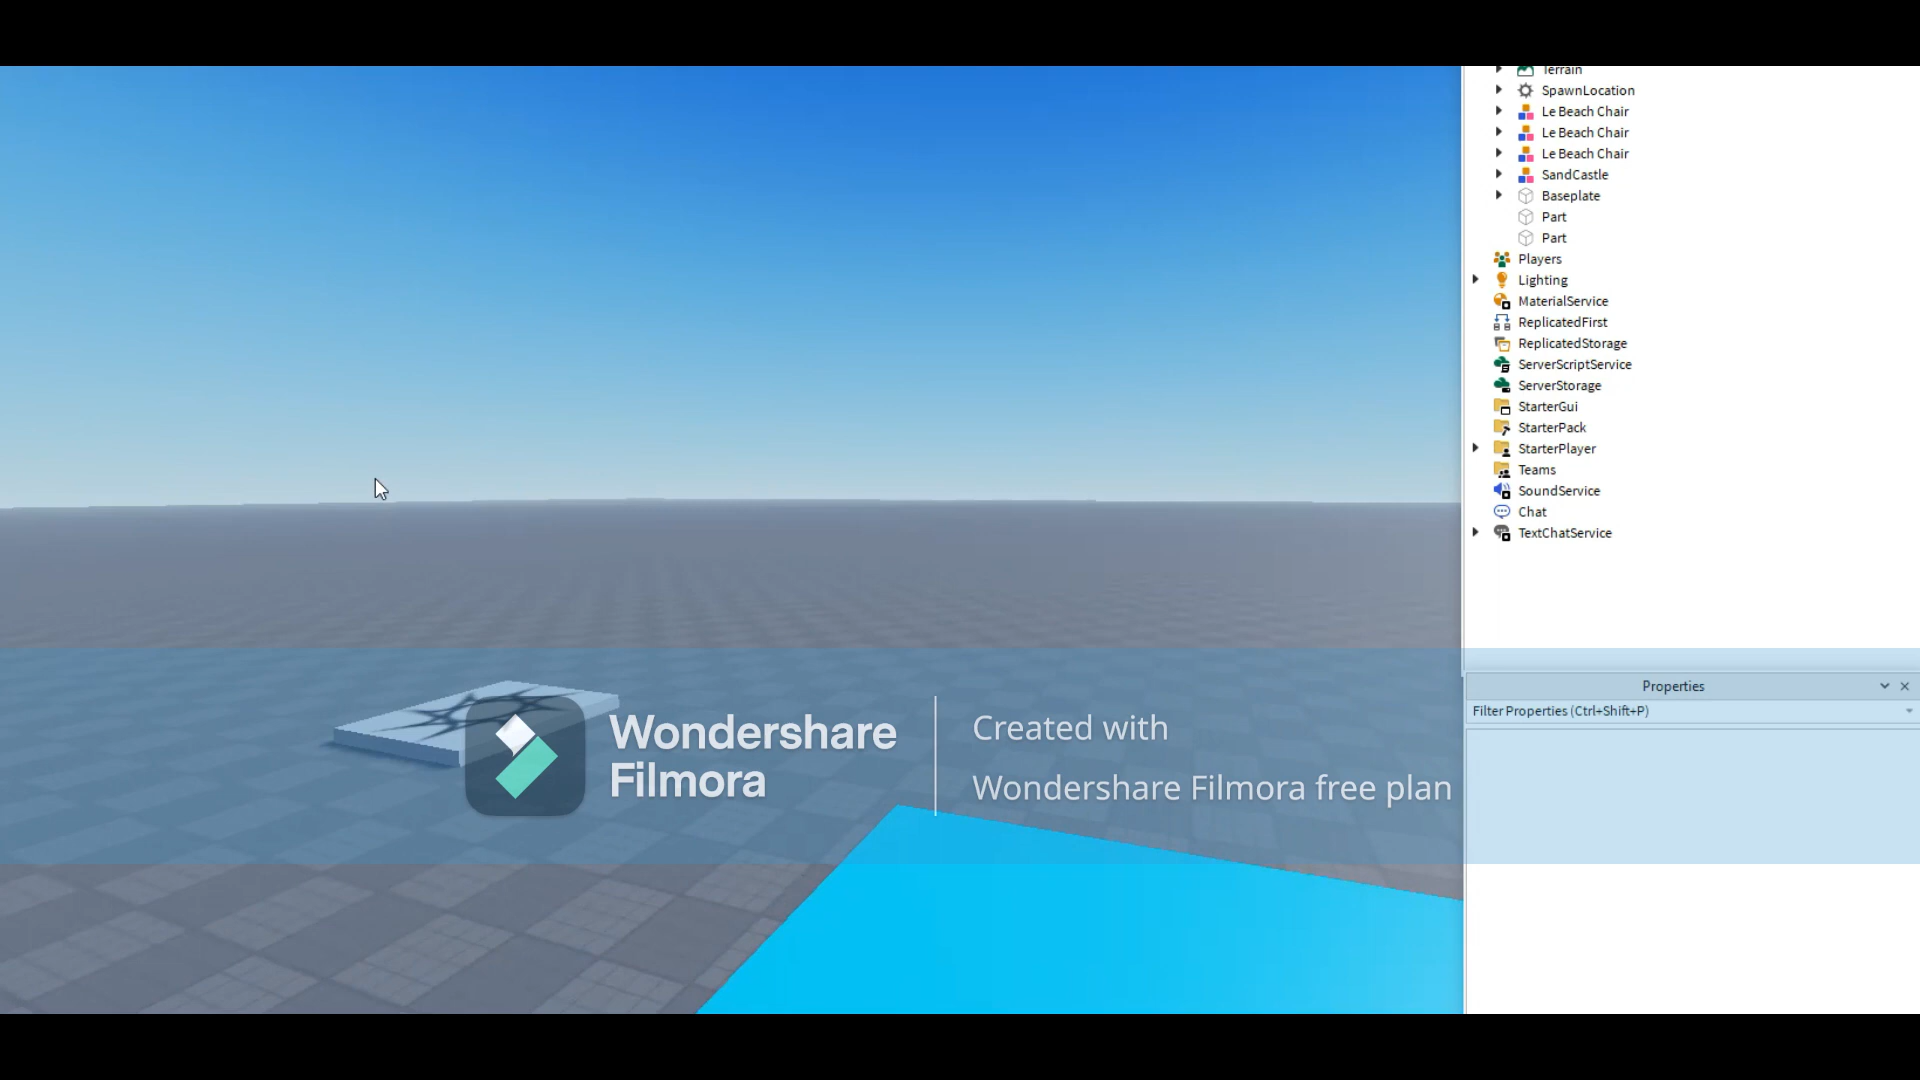 Terrain
SpawnLocation
Le Beach Chair
Le Beach Chair
Le Beach Chair
SandCastle
Baseplate
Part
Part
Players
Lighting
MaterialService
ReplicatedFirst
ReplicatedStorage
ServerScriptService
ServerStorage
StarterGui
StarterPack
StarterPlayer
Teams
SoundService
Chat
TextChatService
Properties
Filter Properties (Ctrl+Shift+P)
Wondershare
Filmora
Created with
Wondershare Filmora free plan